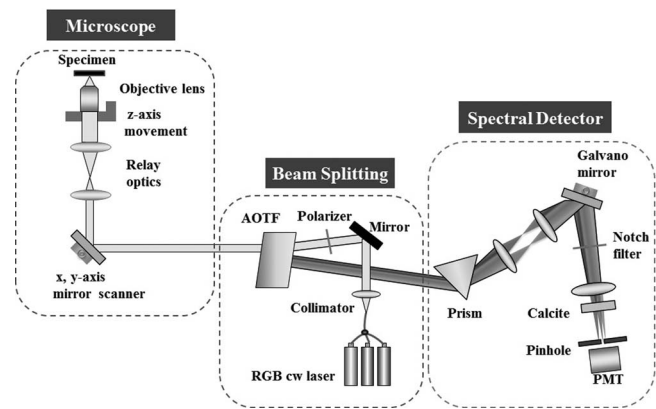 Microscope
Specimen
Objective lens
z-axis
movement
Relay
optics
x, y-axis
mirror scanner
Beam Splitting
AOTF
Polarizer
Mirror
Collimator
RGB cw laser
Spectral Detector
Galvano
mirror
Notch
filter
Prism
Calcite
Pinhole
PMT